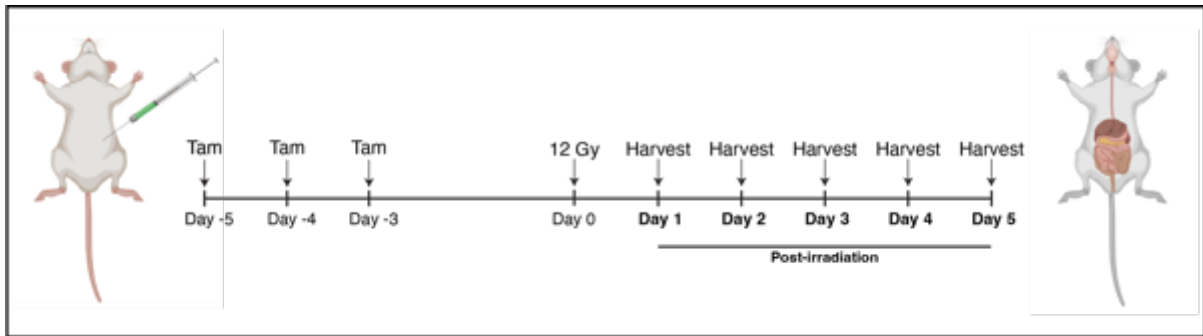 Tam Tam Tam 12 Gy Harvest Harvest Harvest Harvest Harvest
Day -5 Day -4 Day -3 Day 0 Day 1 Day 2 Day 3 Day 4 Day 5
Post-irradiation